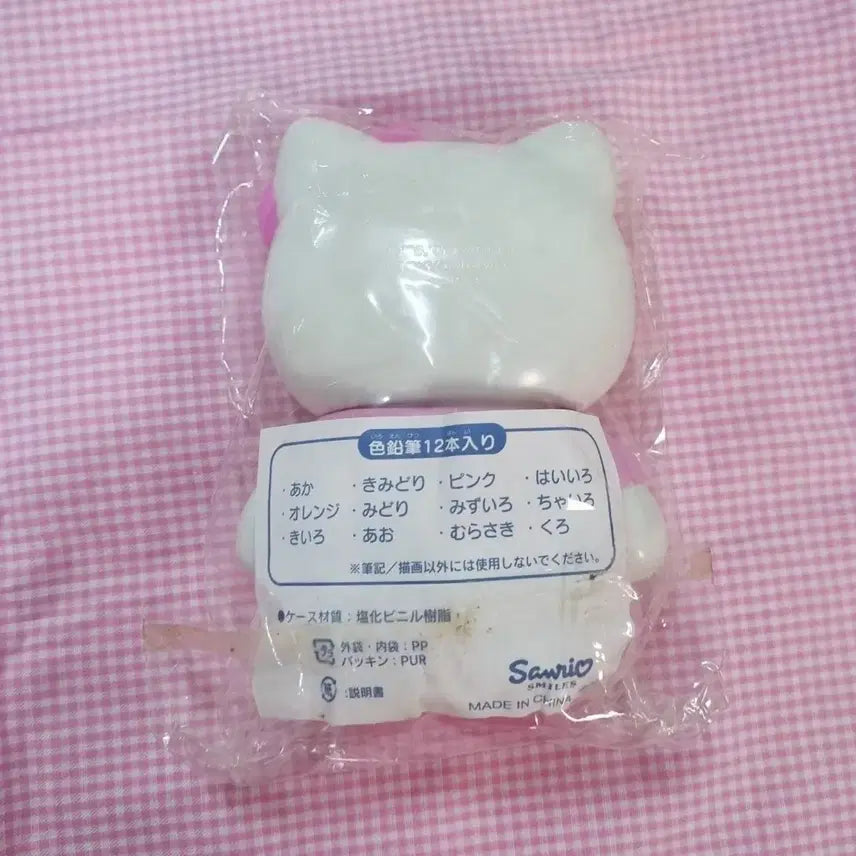 色鉛筆12本入り
・あか ・きみどり ・ピンク ・はいいろ
・オレンジ ・みどり ・みずいろ ・ちゃいろ
・きいろ ・あお ・むらさき ・くろ
※筆記/描画以外には使用しないでください。
●ケース材質:塩化ビニル樹脂
外袋・内袋:PP
パッキン:PUR
:説明書
Sanrio
SMILES
MADE IN CHINA